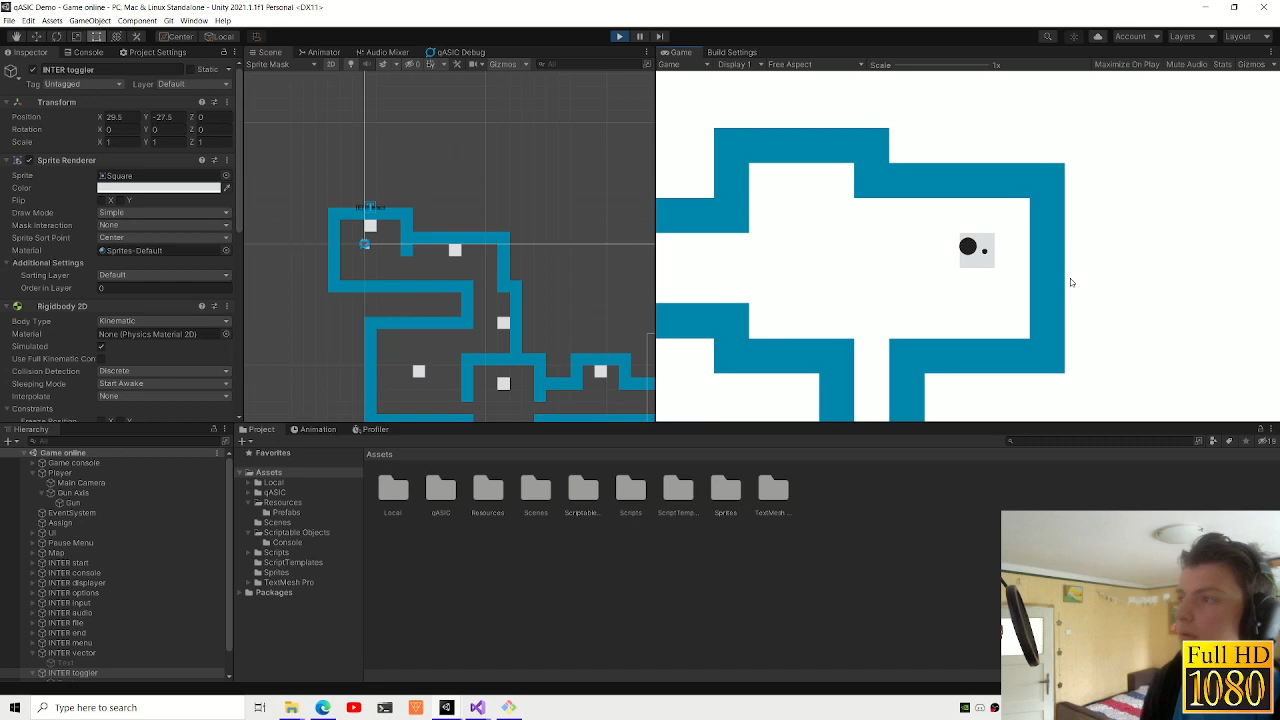 qASIC Demo - Game online - PC, Mac & Linux Standalone - Unity 2021.1.1f1 Personal <DX11>
File Edit Assets GameObject Component Git Window Help
Center Local Account Layers Layout
Inspector Console Project Settings Scene Animator Audio Mixer qASIC Debug Game Build Settings
Sprite Mask 2D Gizmos All Game Display 1 Free Aspect Scale 1x Maximize On Play Mute Audio Stats Gizmos
INTER toggler Static
Tag Untagged Layer Default
Transform
Position X 29.5 Y -27.5 Z 0
Rotation X 0 Y 0 Z 0
Scale X 1 Y 1 Z 1
Sprite Renderer
Sprite Square
Color
Flip X Y
Draw Mode Simple
Mask Interaction None
Sprite Sort Point Center
Material Sprites-Default
Additional Settings
Sorting Layer Default
Order in Layer 0
Rigidbody 2D
Body Type Kinematic
Material None (Physics Material 2D)
Simulated
Use Full Kinematic Con
Collision Detection Discrete
Sleeping Mode Start Awake
Interpolate None
Constraints
Hierarchy
All
Game online
Game console
Player
Main Camera
Gun Axis
Gun
EventSystem
Assign
UI
Pause Menu
Map
INTER start
INTER console
INTER displayer
INTER options
INTER input
INTER audio
INTER file
INTER end
INTER menu
INTER vector
Text
INTER toggler
Project Animation Profiler
18
Favorites
Assets
Local
qASIC
Resources
Prefabs
Scenes
Scriptable Objects
Console
Scripts
ScriptTemplates
Sprites
TextMesh Pro
Packages
Assets
Local qASIC Resources Scenes Scriptable... Scripts ScriptTemp... Sprites TextMesh ...
Full HD
1080
Type here to search